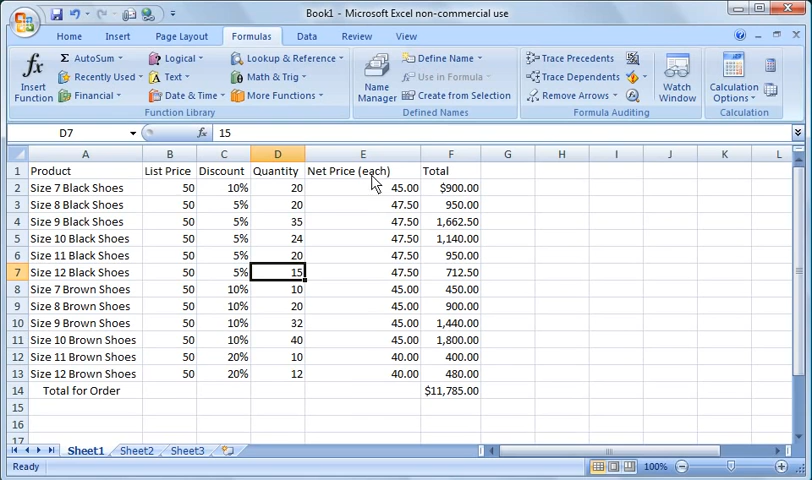 Book1 - Microsoft Excel non-commercial use
Home Insert Page Layout Formulas Data Review View
fx Insert Function
AutoSum Logical Lookup & Reference
Recently Used Text Math & Trig
Financial Date & Time More Functions
Function Library
Name Manager
Define Name
Use in Formula
Create from Selection
Defined Names
Trace Precedents
Trace Dependents
Remove Arrows
Formula Auditing
Watch Window
Calculation Options
Calculation
D7 fx 15
A B C D E F G H I J K L
1 Product List Price Discount Quantity Net Price (each) Total
2 Size 7 Black Shoes 50 10% 20 45.00 $900.00
3 Size 8 Black Shoes 50 5% 20 47.50 950.00
4 Size 9 Black Shoes 50 5% 35 47.50 1,662.50
5 Size 10 Black Shoes 50 5% 24 47.50 1,140.00
6 Size 11 Black Shoes 50 5% 20 47.50 950.00
7 Size 12 Black Shoes 50 5% 15 47.50 712.50
8 Size 7 Brown Shoes 50 10% 10 45.00 450.00
9 Size 8 Brown Shoes 50 10% 20 45.00 900.00
10 Size 9 Brown Shoes 50 10% 32 45.00 1,440.00
11 Size 10 Brown Shoes 50 10% 40 45.00 1,800.00
12 Size 11 Brown Shoes 50 20% 10 40.00 400.00
13 Size 12 Brown Shoes 50 20% 12 40.00 480.00
14 Total for Order $11,785.00
15
16
17
Sheet1 Sheet2 Sheet3
Ready 100%